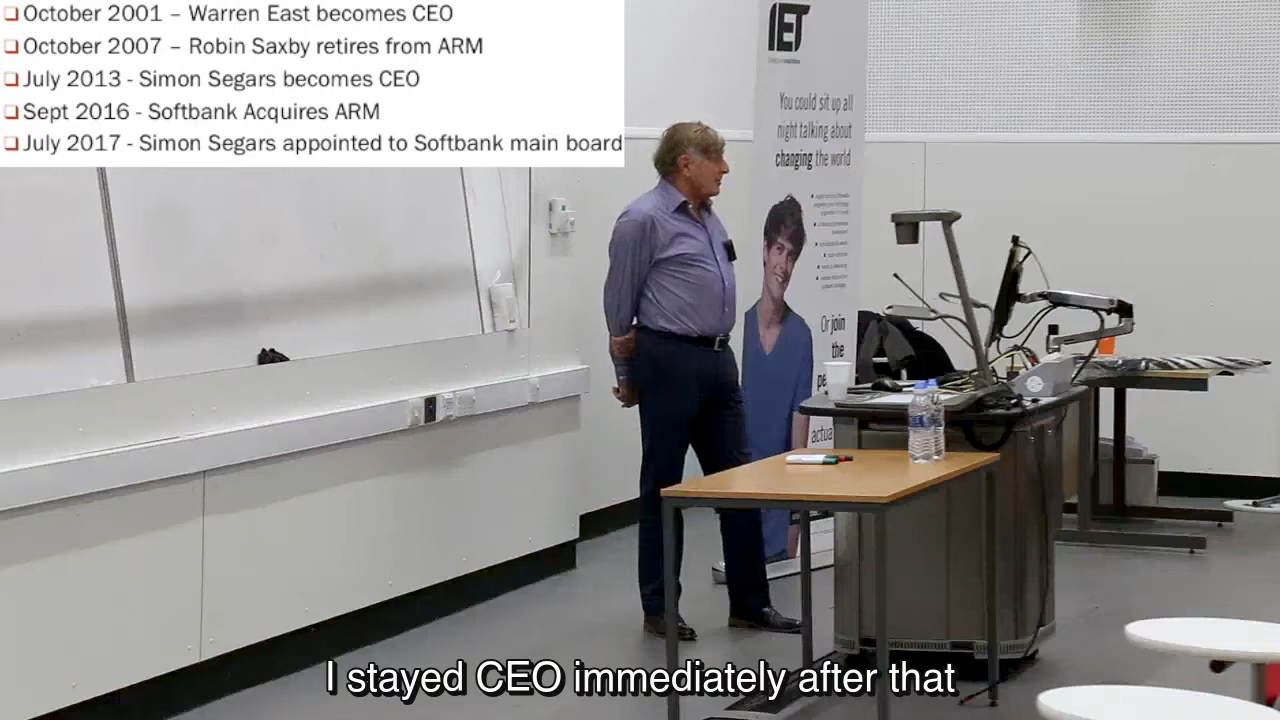 October 2001 – Warren East becomes CEO
October 2007 – Robin Saxby retires from ARM
July 2013 - Simon Segars becomes CEO
Sept 2016 - Softbank Acquires ARM
July 2017 - Simon Segars appointed to Softbank main board
IET
You could sit up all
night talking about
changing the world
Or join
the
pe
actua
I stayed CEO immediately after that